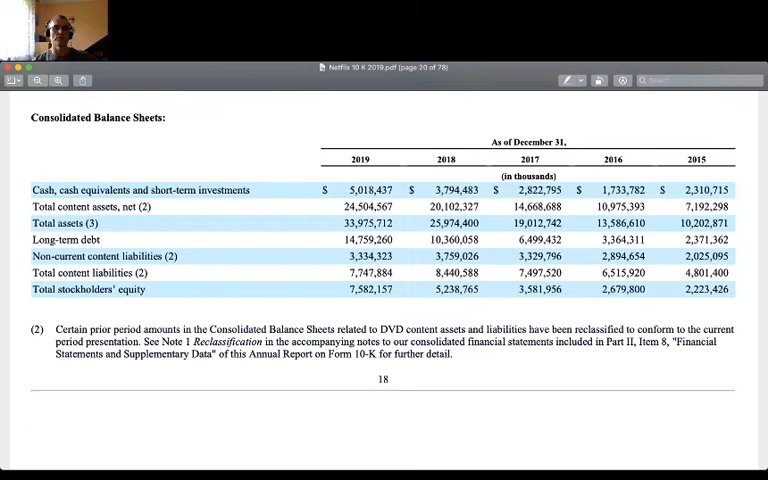 Netflix 10 K 2019.pdf (page 20 of 78)
Search
Consolidated Balance Sheets:
As of December 31,
2019 2018 2017 2016 2015
(in thousands)
Cash, cash equivalents and short-term investments $ 5,018,437 $ 3,794,483 $ 2,822,795 $ 1,733,782 $ 2,310,715
Total content assets, net (2) 24,504,567 20,102,327 14,668,688 10,975,393 7,192,298
Total assets (3) 33,975,712 25,974,400 19,012,742 13,586,610 10,202,871
Long-term debt 14,759,260 10,360,058 6,499,432 3,364,311 2,371,362
Non-current content liabilities (2) 3,334,323 3,759,026 3,329,796 2,894,654 2,025,095
Total content liabilities (2) 7,747,884 8,440,588 7,497,520 6,515,920 4,801,400
Total stockholders' equity 7,582,157 5,238,765 3,581,956 2,679,800 2,223,426
(2) Certain prior period amounts in the Consolidated Balance Sheets related to DVD content assets and liabilities have been reclassified to conform to the current
presentation. See Note 1 Reclassification in the accompanying notes to our consolidated financial statements included in Part II, Item 8, "Financial
Statements and Supplementary Data" of this Annual Report on Form 10-K for further detail.
18